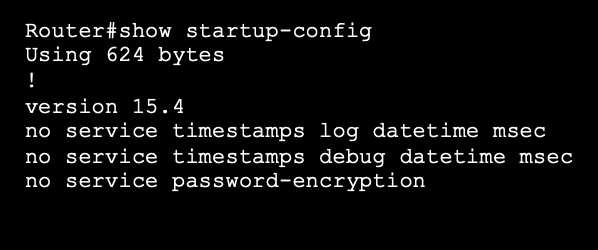 Router#show startup-config
Using 624 bytes
!
version 15.4
no service timestamps log datetime msec
no service timestamps debug datetime msec
no service password-encryption